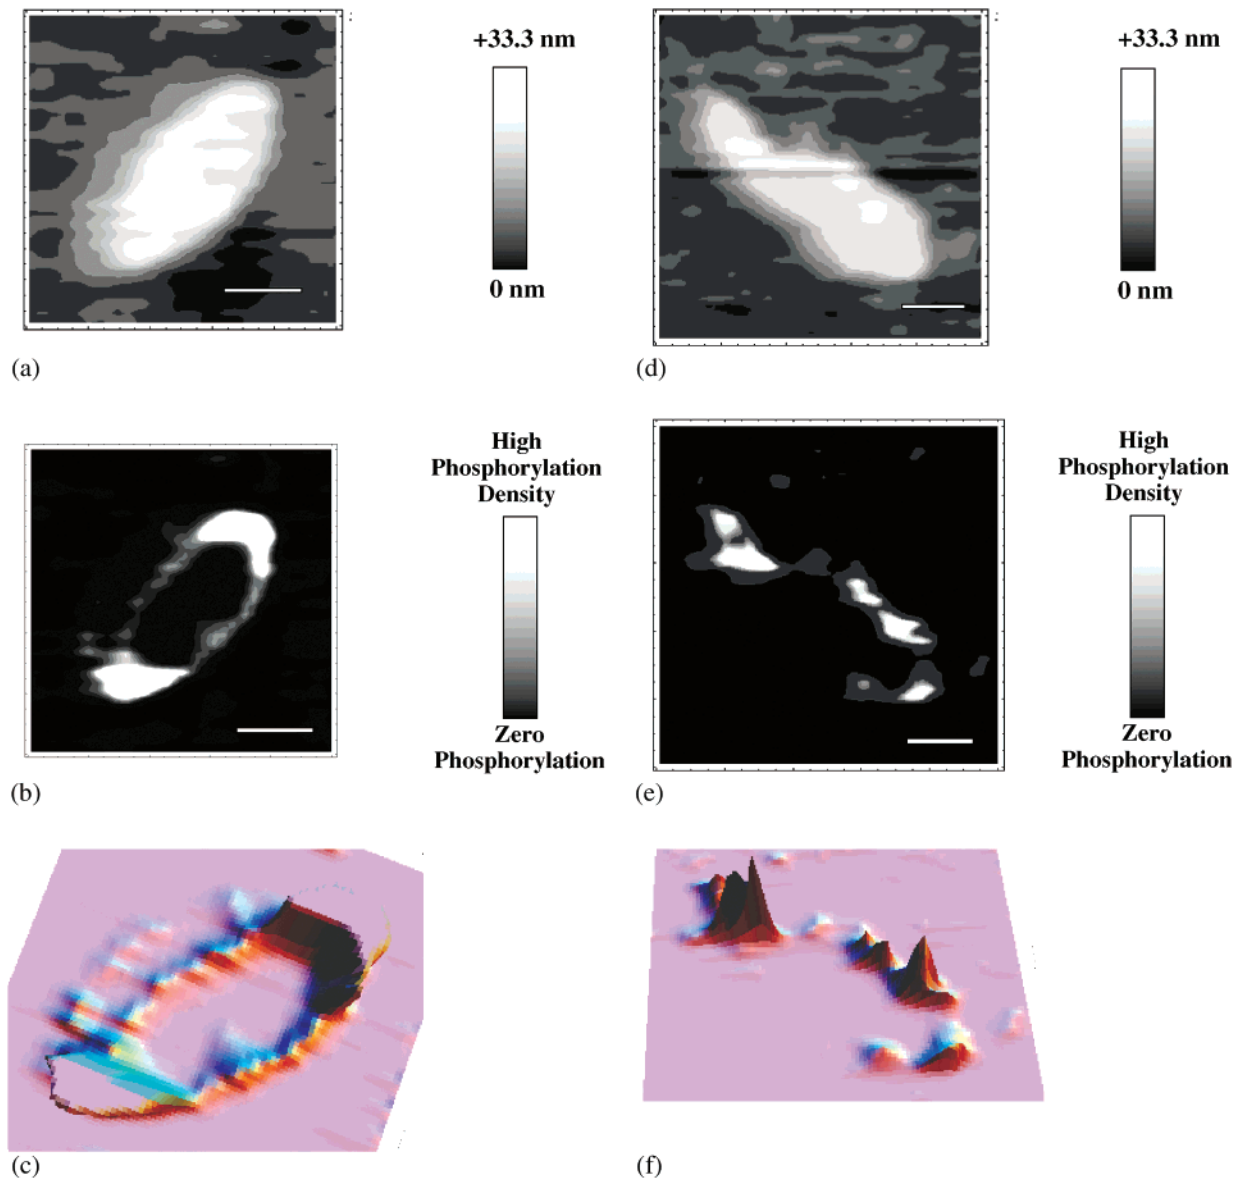 +33.3 nm
0 nm
(a)
+33.3 nm
0 nm
(d)
High
Phosphorylation
Density
Zero
Phosphorylation
(b)
High
Phosphorylation
Density
Zero
Phosphorylation
(e)
(c)
(f)